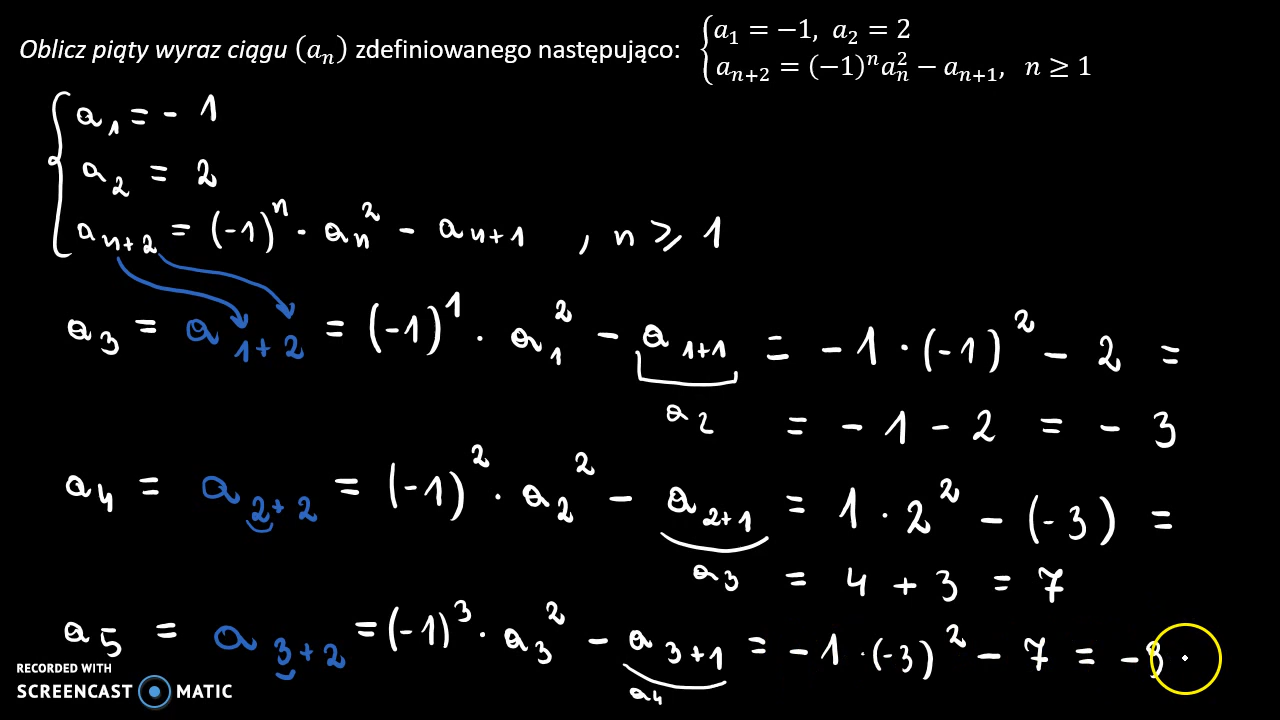 Oblicz piąty wyraz ciągu (aₙ) zdefiniowanego następująco: { a₁ = −1, a₂ = 2
aₙ₊₂ = (−1)ⁿaₙ² − aₙ₊₁, n ≥ 1
{ a₁ = - 1
a₂ = 2
aₙ₊₂ = (-1)ⁿ · aₙ² - aₙ₊₁ , n ⩾ 1
a₃ = a₁₊₂ = (-1)¹ · a₁² - a₁₊₁ = - 1 · (-1)² - 2 =
a₂ = - 1 - 2 = - 3
a₄ = a₂₊₂ = (-1)² · a₂² - a₂₊₁ = 1 · 2² - (-3) =
a₃ = 4 + 3 = 7
a₅ = a₃₊₂ = (-1)³ · a₃² - a₃₊₁ = - 1 · (-3)² - 7 =
a₄
RECORDED WITH
SCREENCAST MATIC